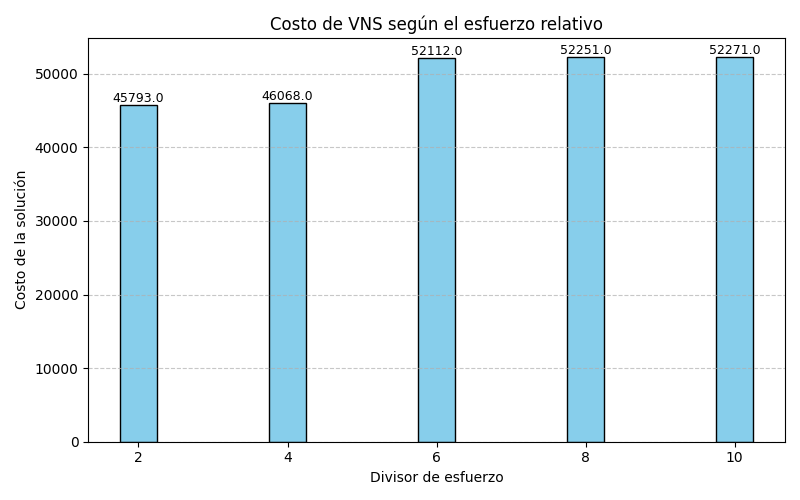 Costo de VNS según el esfuerzo relativo
Costo de la solución
50000
40000
30000
20000
10000
0
45793.0
46068.0
52112.0
52251.0
52271.0
2 4 6 8 10
Divisor de esfuerzo